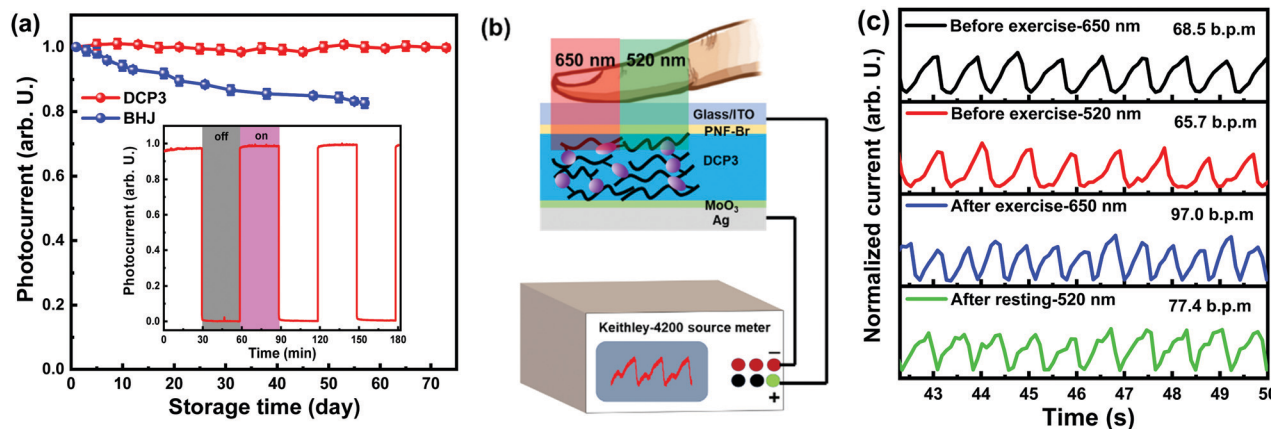 (a)
Photocurrent (arb. U.)
1.0
0.8
0.6
0.4
0.2
0.0
DCP3
BHJ
Photocurrent (arb. U.)
1.0
0.8
0.6
0.4
0.2
0.0
off
on
0 30 60 90 120 150 180
Time (min)
0 10 20 30 40 50 60 70
Storage time (day)
(b)
650 nm 520 nm
Glass/ITO
PNF-Br
DCP3
MoO3
Ag
Keithley-4200 source meter
–
+
(c)
Normalized current (arb. U.)
Before exercise-650 nm 68.5 b.p.m
Before exercise-520 nm 65.7 b.p.m
After exercise-650 nm 97.0 b.p.m
After resting-520 nm 77.4 b.p.m
43 44 45 46 47 48 49 50
Time (s)